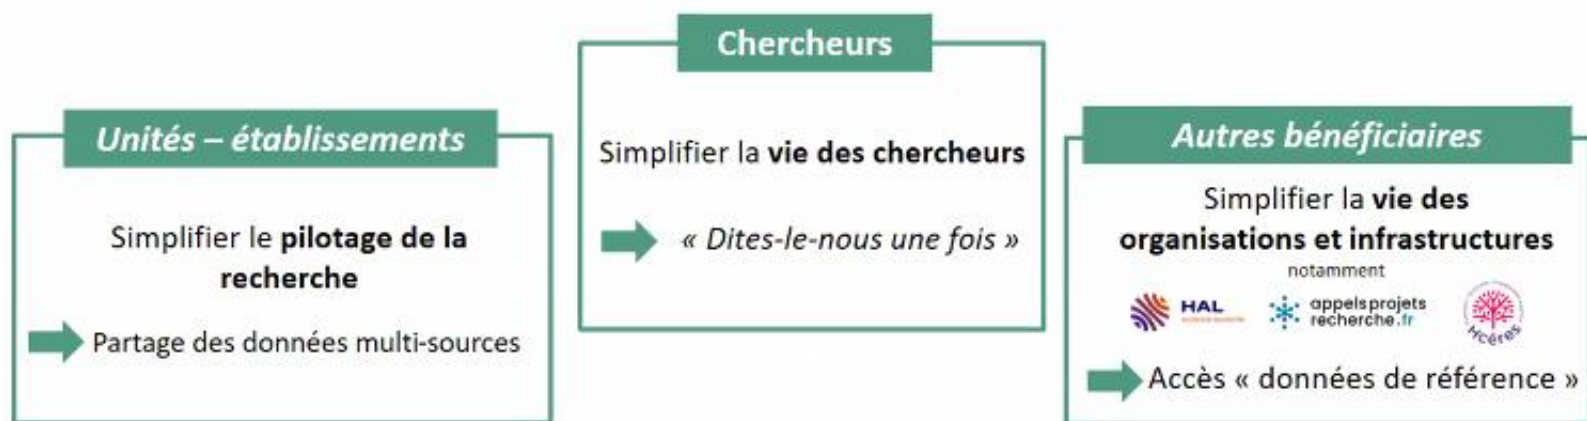 Unités – établissements
Simplifier le pilotage de la
recherche
Partage des données multi-sources
Chercheurs
Simplifier la vie des chercheurs
« Dites-le-nous une fois »
Autres bénéficiaires
Simplifier la vie des
organisations et infrastructures
notamment
HAL
appelsprojets
recherche.fr
Hcéres
Accès « données de référence »